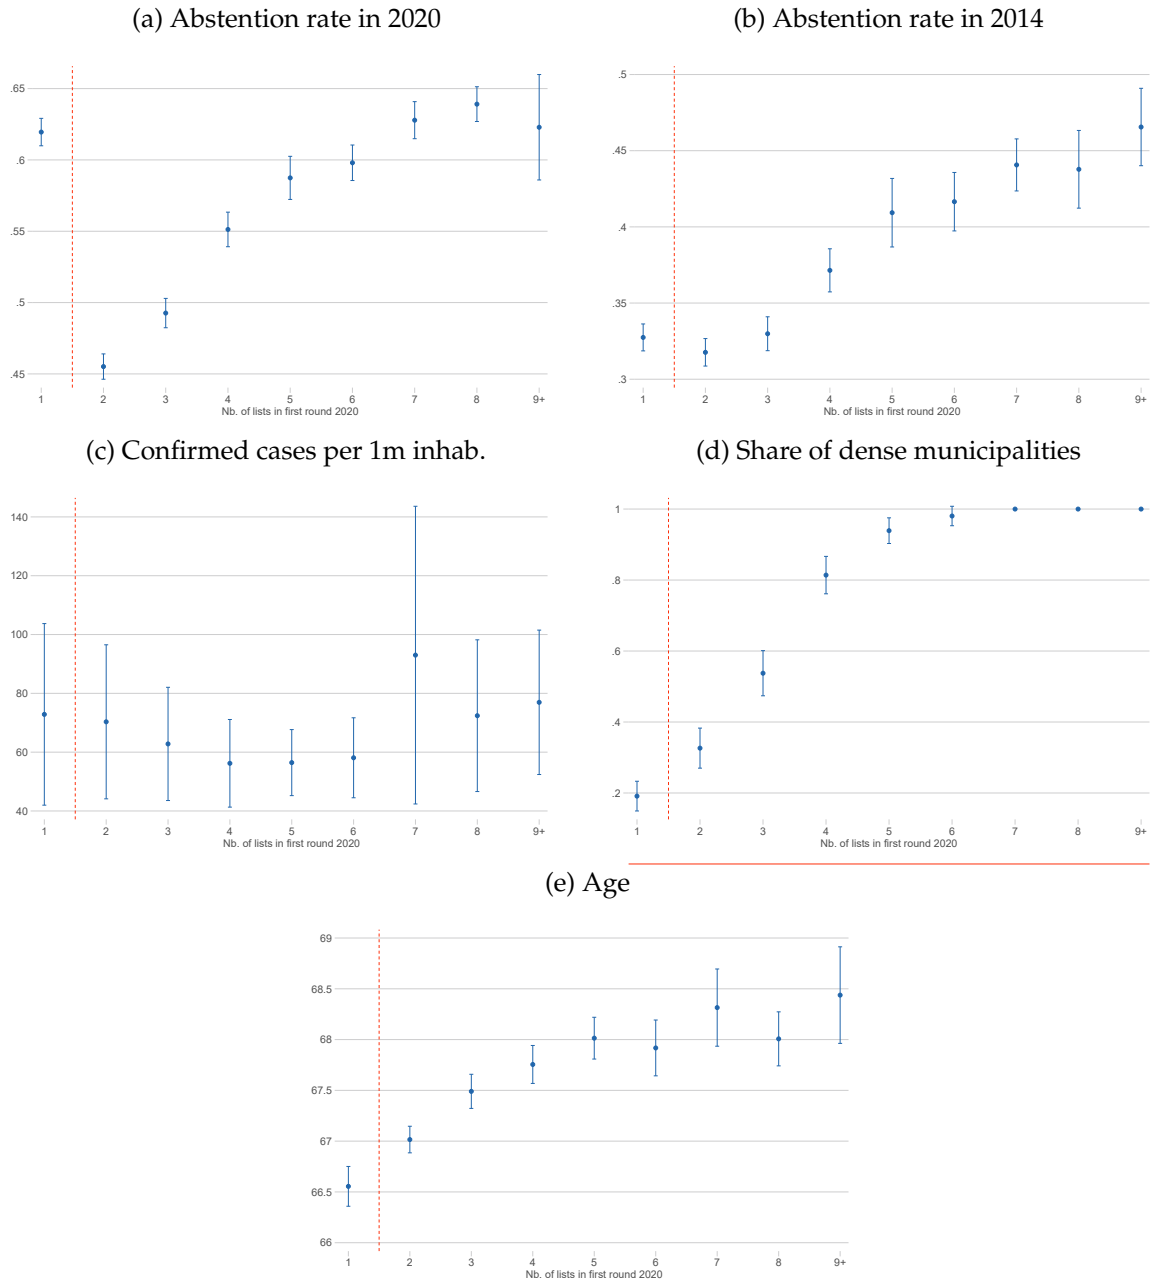 (a) Abstention rate in 2020
(b) Abstention rate in 2014
.65
.6
.55
.5
.45
1 2 3 4 5 6 7 8 9+
Nb. of lists in first round 2020
.5
.45
.4
.35
.3
1 2 3 4 5 6 7 8 9+
Nb. of lists in first round 2020
(c) Confirmed cases per 1m inhab.
(d) Share of dense municipalities
140
120
100
80
60
40
1 2 3 4 5 6 7 8 9+
Nb. of lists in first round 2020
1
.8
.6
.4
.2
1 2 3 4 5 6 7 8 9+
Nb. of lists in first round 2020
(e) Age
69
68.5
68
67.5
67
66.5
66
1 2 3 4 5 6 7 8 9+
Nb. of lists in first round 2020